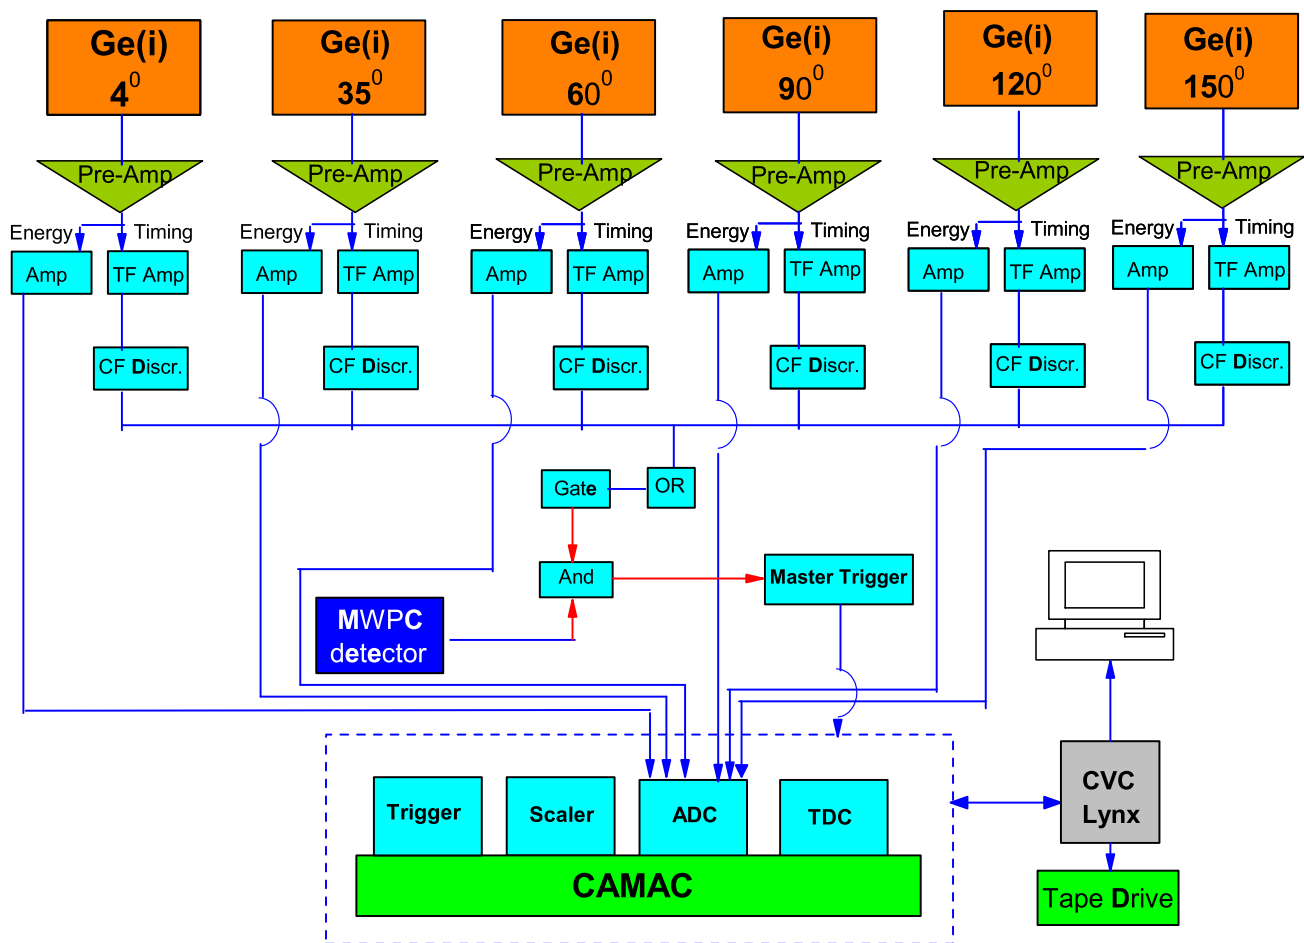 Ge(i)
4⁰
Ge(i)
35⁰
Ge(i)
60⁰
Ge(i)
90⁰
Ge(i)
120⁰
Ge(i)
150⁰
Pre-Amp
Pre-Amp
Pre-Amp
Pre-Amp
Pre-Amp
Pre-Amp
Energy Timing
Energy Timing
Energy Timing
Energy Timing
Energy Timing
Energy Timing
Amp
TF Amp
Amp
TF Amp
Amp
TF Amp
Amp
TF Amp
Amp
TF Amp
Amp
TF Amp
CF Discr.
CF Discr.
CF Discr.
CF Discr.
CF Discr.
CF Discr.
Gate
OR
And
Master Trigger
MWPC
detector
Trigger
Scaler
ADC
TDC
CAMAC
CVC
Lynx
Tape Drive